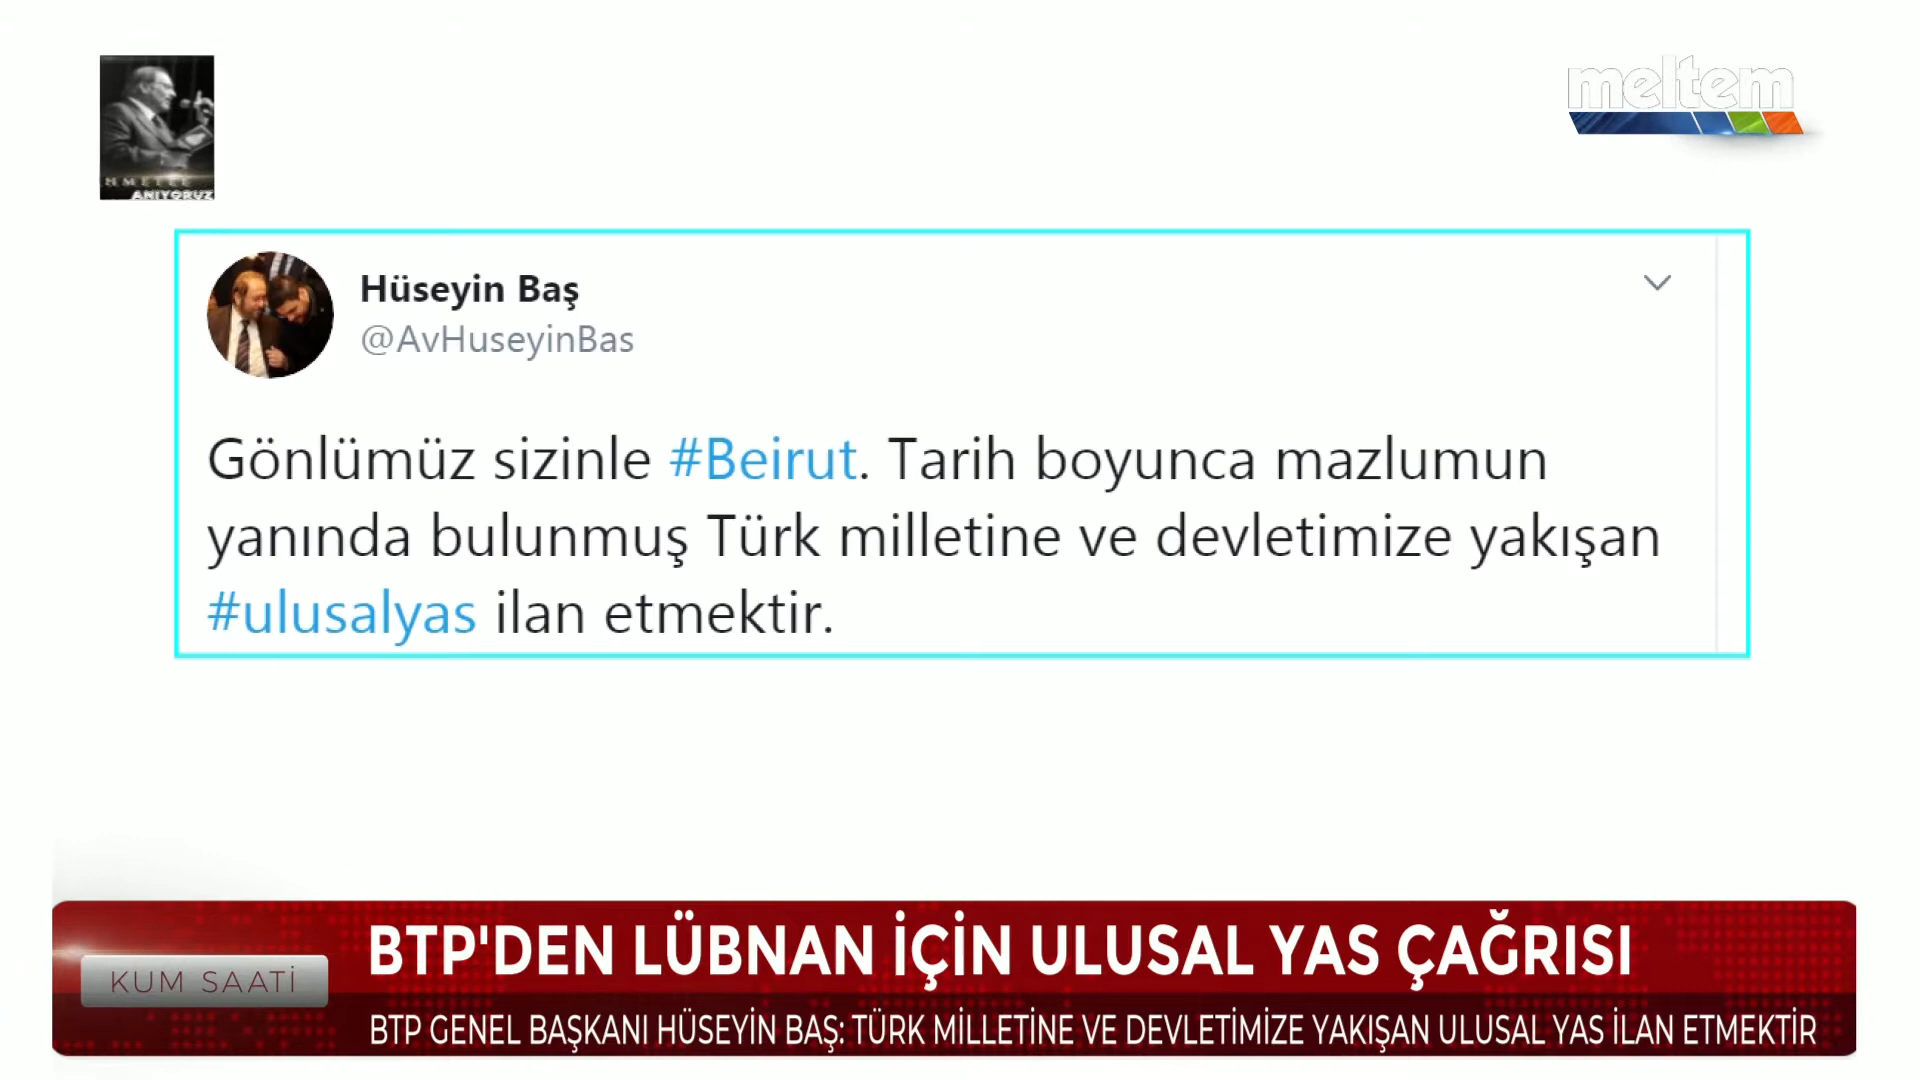 meltem
ANIYORUZ
Hüseyin Baş
@AvHuseyinBas
Gönlümüz sizinle #Beirut. Tarih boyunca mazlumun
yanında bulunmuş Türk milletine ve devletimize yakışan
#ulusalyas ilan etmektir.
KUM SAATİ
BTP'DEN LÜBNAN İÇİN ULUSAL YAS ÇAĞRISI
BTP GENEL BAŞKANI HÜSEYİN BAŞ: TÜRK MİLLETİNE VE DEVLETİMİZE YAKIŞAN ULUSAL YAS İLAN ETMEKTİR